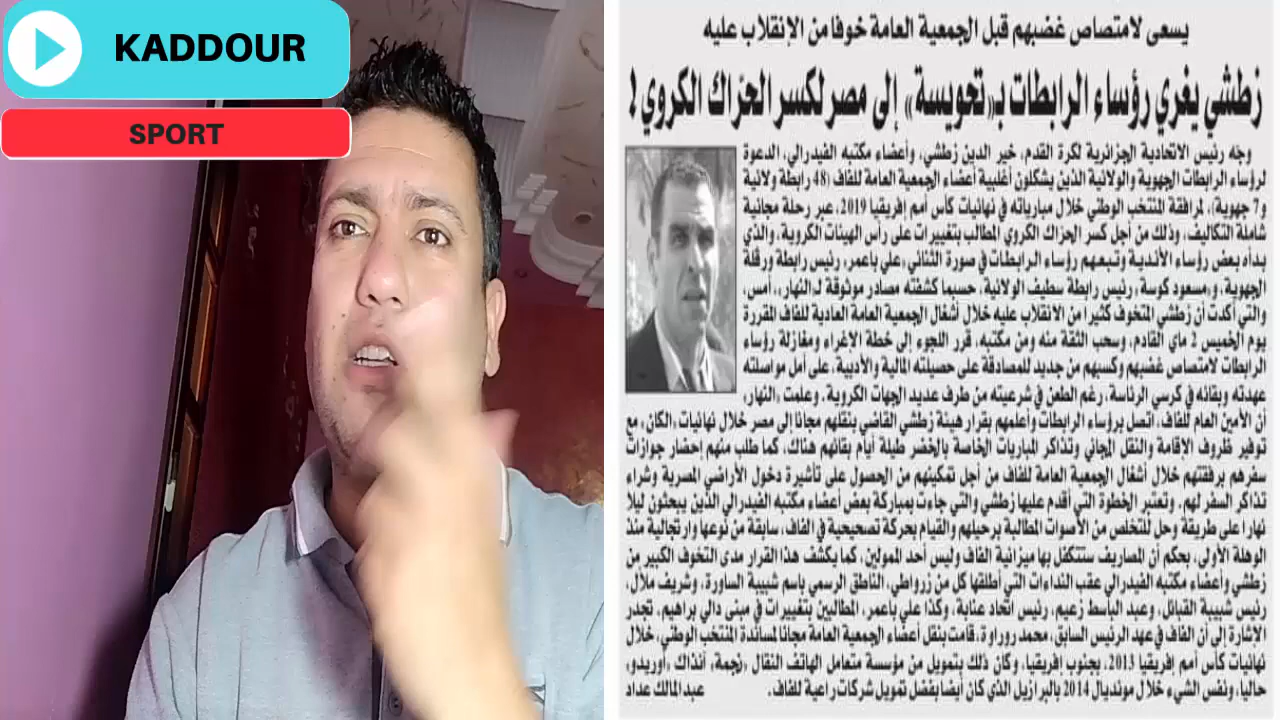 KADDOUR
SPORT
يسعى لامتصاص غضبهم قبل الجمعية العامة خوفا من الإنقلاب عليه
زطشي يغري رؤساء الرابطات بـ«تحويسة» إلى مصر لكسر الحراك الكروي!
وجه رئيس الاتحادية الجزائرية لكرة القدم، خير الدين زطشي، وأعضاء مكتبه الفيدرالي، الدعوة
لرؤساء الرابطات الجهوية والولائية الذين يشكلون أغلبية أعضاء الجمعية العامة للفاف (48 رابطة ولائية
و7 جهوية)، لمرافقة المنتخب الوطني خلال مبارياته في نهائيات كأس أمم إفريقيا 2019، عبر رحلة مجانية
شاملة التكاليف، وذلك من أجل كسر الحراك الكروي المطالب بتغييرات على رأس الهيئات الكروية، والذي
بدأه بعض رؤساء الأندية وتبعهم رؤساء الرابطات في صورة الثنائي، علي باعمر، رئيس رابطة ورقلة
الجهوية، و«مسعود كوسة، رئيس رابطة سطيف الولائية، حسبما كشفته مصادر موثوقة لـ«النهار»، أمس،
والتي أكدت أن زطشي المتخوف كثيرا من الانقلاب عليه خلال أشغال الجمعية العامة العادية للفاف المقررة
يوم الخميس 2 ماي القادم، وسحب الثقة منه ومن مكتبه، قرر اللجوء إلى خطة الإغراء ومغازلة رؤساء
الرابطات لامتصاص غضبهم وكسبهم من جديد للمصادقة على حصيلته المالية والأدبية، على أمل مواصلته
عهدته وبقائه في كرسي الرئاسة، رغم الطعن في شرعيته من طرف عديد الجهات الكروية. وعلمت «النهار»،
أن الأمين العام للفاف، اتصل برؤساء الرابطات وأعلمهم بقرار هيئة زطشي القاضي بنقلهم مجانا إلى مصر خلال نهائيات «الكان»، مع
توفير ظروف الإقامة والنقل المجاني وتذاكر المباريات الخاصة بالخضر طيلة أيام بقائهم هناك، كما طلب منهم إحضار جوازات
سفرهم برفقتهم خلال أشغال الجمعية العامة للفاف من أجل تمكينهم من الحصول على تأشيرة دخول الأراضي المصرية وشراء
تذاكر السفر لهم. وتعتبر الخطوة التي أقدم عليها زطشي والتي جاءت بمباركة بعض أعضاء مكتبه الفيدرالي الذين يبحثون ليلا
نهارا على طريقة وحل للتخلص من الأصوات المطالبة برحيلهم والقيام بحركة تصحيحية في الفاف، سابقة من نوعها وارتجالية منذ
الوهلة الأولى، بحكم أن المصاريف ستتكفل بها ميزانية الفاف وليس أحد الممولين، كما يكشف هذا القرار مدى التخوف الكبير من
زطشي وأعضاء مكتبه الفيدرالي عقب النداءات التي أطلقها كل من زرواطي، الناطق الرسمي باسم شبيبة الساورة، وشريف ملال،
رئيس شبيبة القبائل، وعبد الباسط زعيم، رئيس اتحاد عنابة، وكذا علي باعمر، المطالبين بتغييرات في مبنى دالي براهيم. تجدر
الإشارة إلى أن الفاف في عهد الرئيس السابق، محمد روراوة، قامت بنقل أعضاء الجمعية العامة مجانا لمساندة المنتخب الوطني، خلال
نهائيات كأس أمم إفريقيا 2013، بجنوب إفريقيا، وكان ذلك بتمويل من مؤسسة متعامل الهاتف النقال «نجمة، آنذاك «أوريدو،
حاليا، ونفس الشيء خلال مونديال 2014 بالبرازيل الذي كان أيضا بفضل تمويل شركات راعية للفاف. عبد المالك عداد